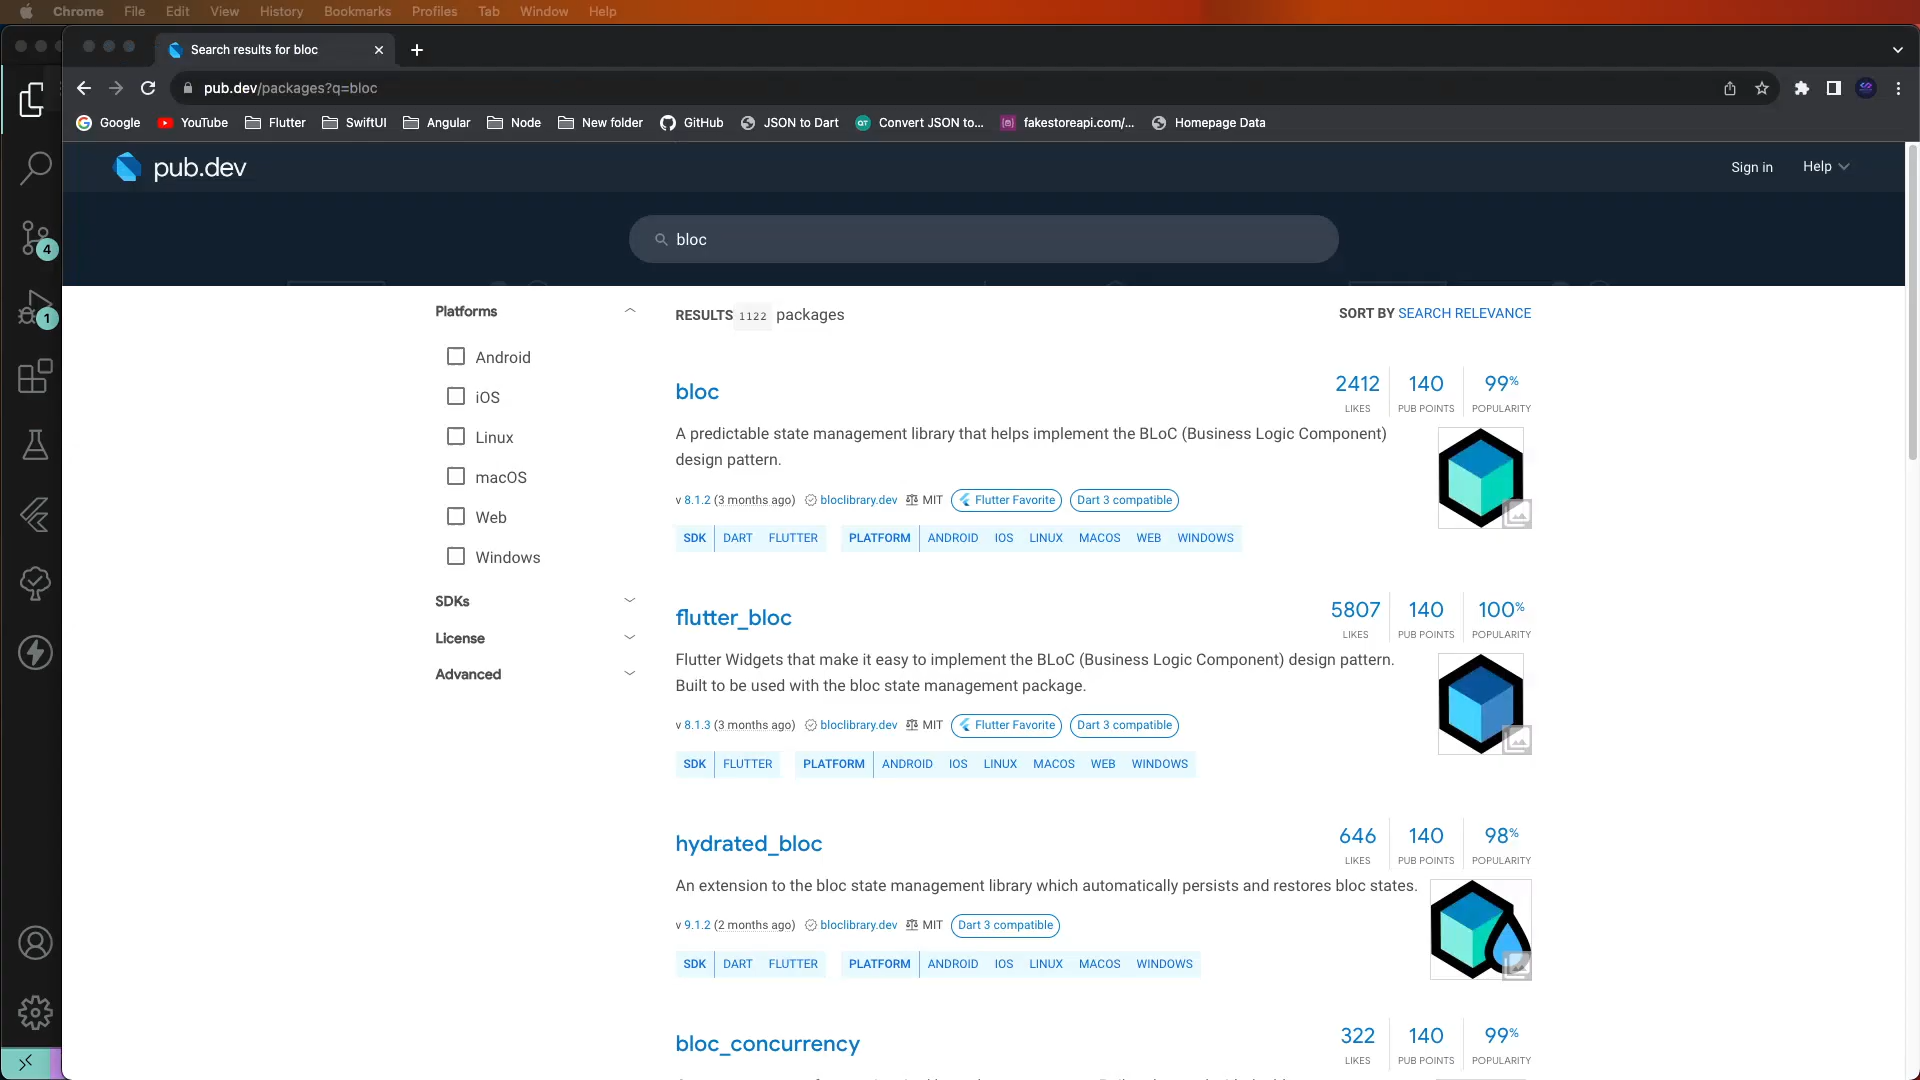 Chrome File Edit View History Bookmarks Profiles Tab Window Help
Search results for bloc
pub.dev/packages?q=bloc
Google YouTube Flutter SwiftUI Angular Node New folder GitHub JSON to Dart Convert JSON to... fakestoreapi.com/... Homepage Data
pub.dev
Sign in Help
bloc
4
1
Platforms
Android
iOS
Linux
macOS
Web
Windows
SDKs
License
Advanced
RESULTS 1122 packages
SORT BY SEARCH RELEVANCE
bloc
2412 140 99%
LIKES PUB POINTS POPULARITY
A predictable state management library that helps implement the BLoC (Business Logic Component)
design pattern.
v 8.1.2 (3 months ago) bloclibrary.dev MIT Flutter Favorite Dart 3 compatible
SDK DART FLUTTER PLATFORM ANDROID IOS LINUX MACOS WEB WINDOWS
flutter_bloc
5807 140 100%
LIKES PUB POINTS POPULARITY
Flutter Widgets that make it easy to implement the BLoC (Business Logic Component) design pattern.
Built to be used with the bloc state management package.
v 8.1.3 (3 months ago) bloclibrary.dev MIT Flutter Favorite Dart 3 compatible
SDK FLUTTER PLATFORM ANDROID IOS LINUX MACOS WEB WINDOWS
hydrated_bloc
646 140 98%
LIKES PUB POINTS POPULARITY
An extension to the bloc state management library which automatically persists and restores bloc states.
v 9.1.2 (2 months ago) bloclibrary.dev MIT Dart 3 compatible
SDK DART FLUTTER PLATFORM ANDROID IOS LINUX MACOS WINDOWS
bloc_concurrency
322 140 99%
LIKES PUB POINTS POPULARITY